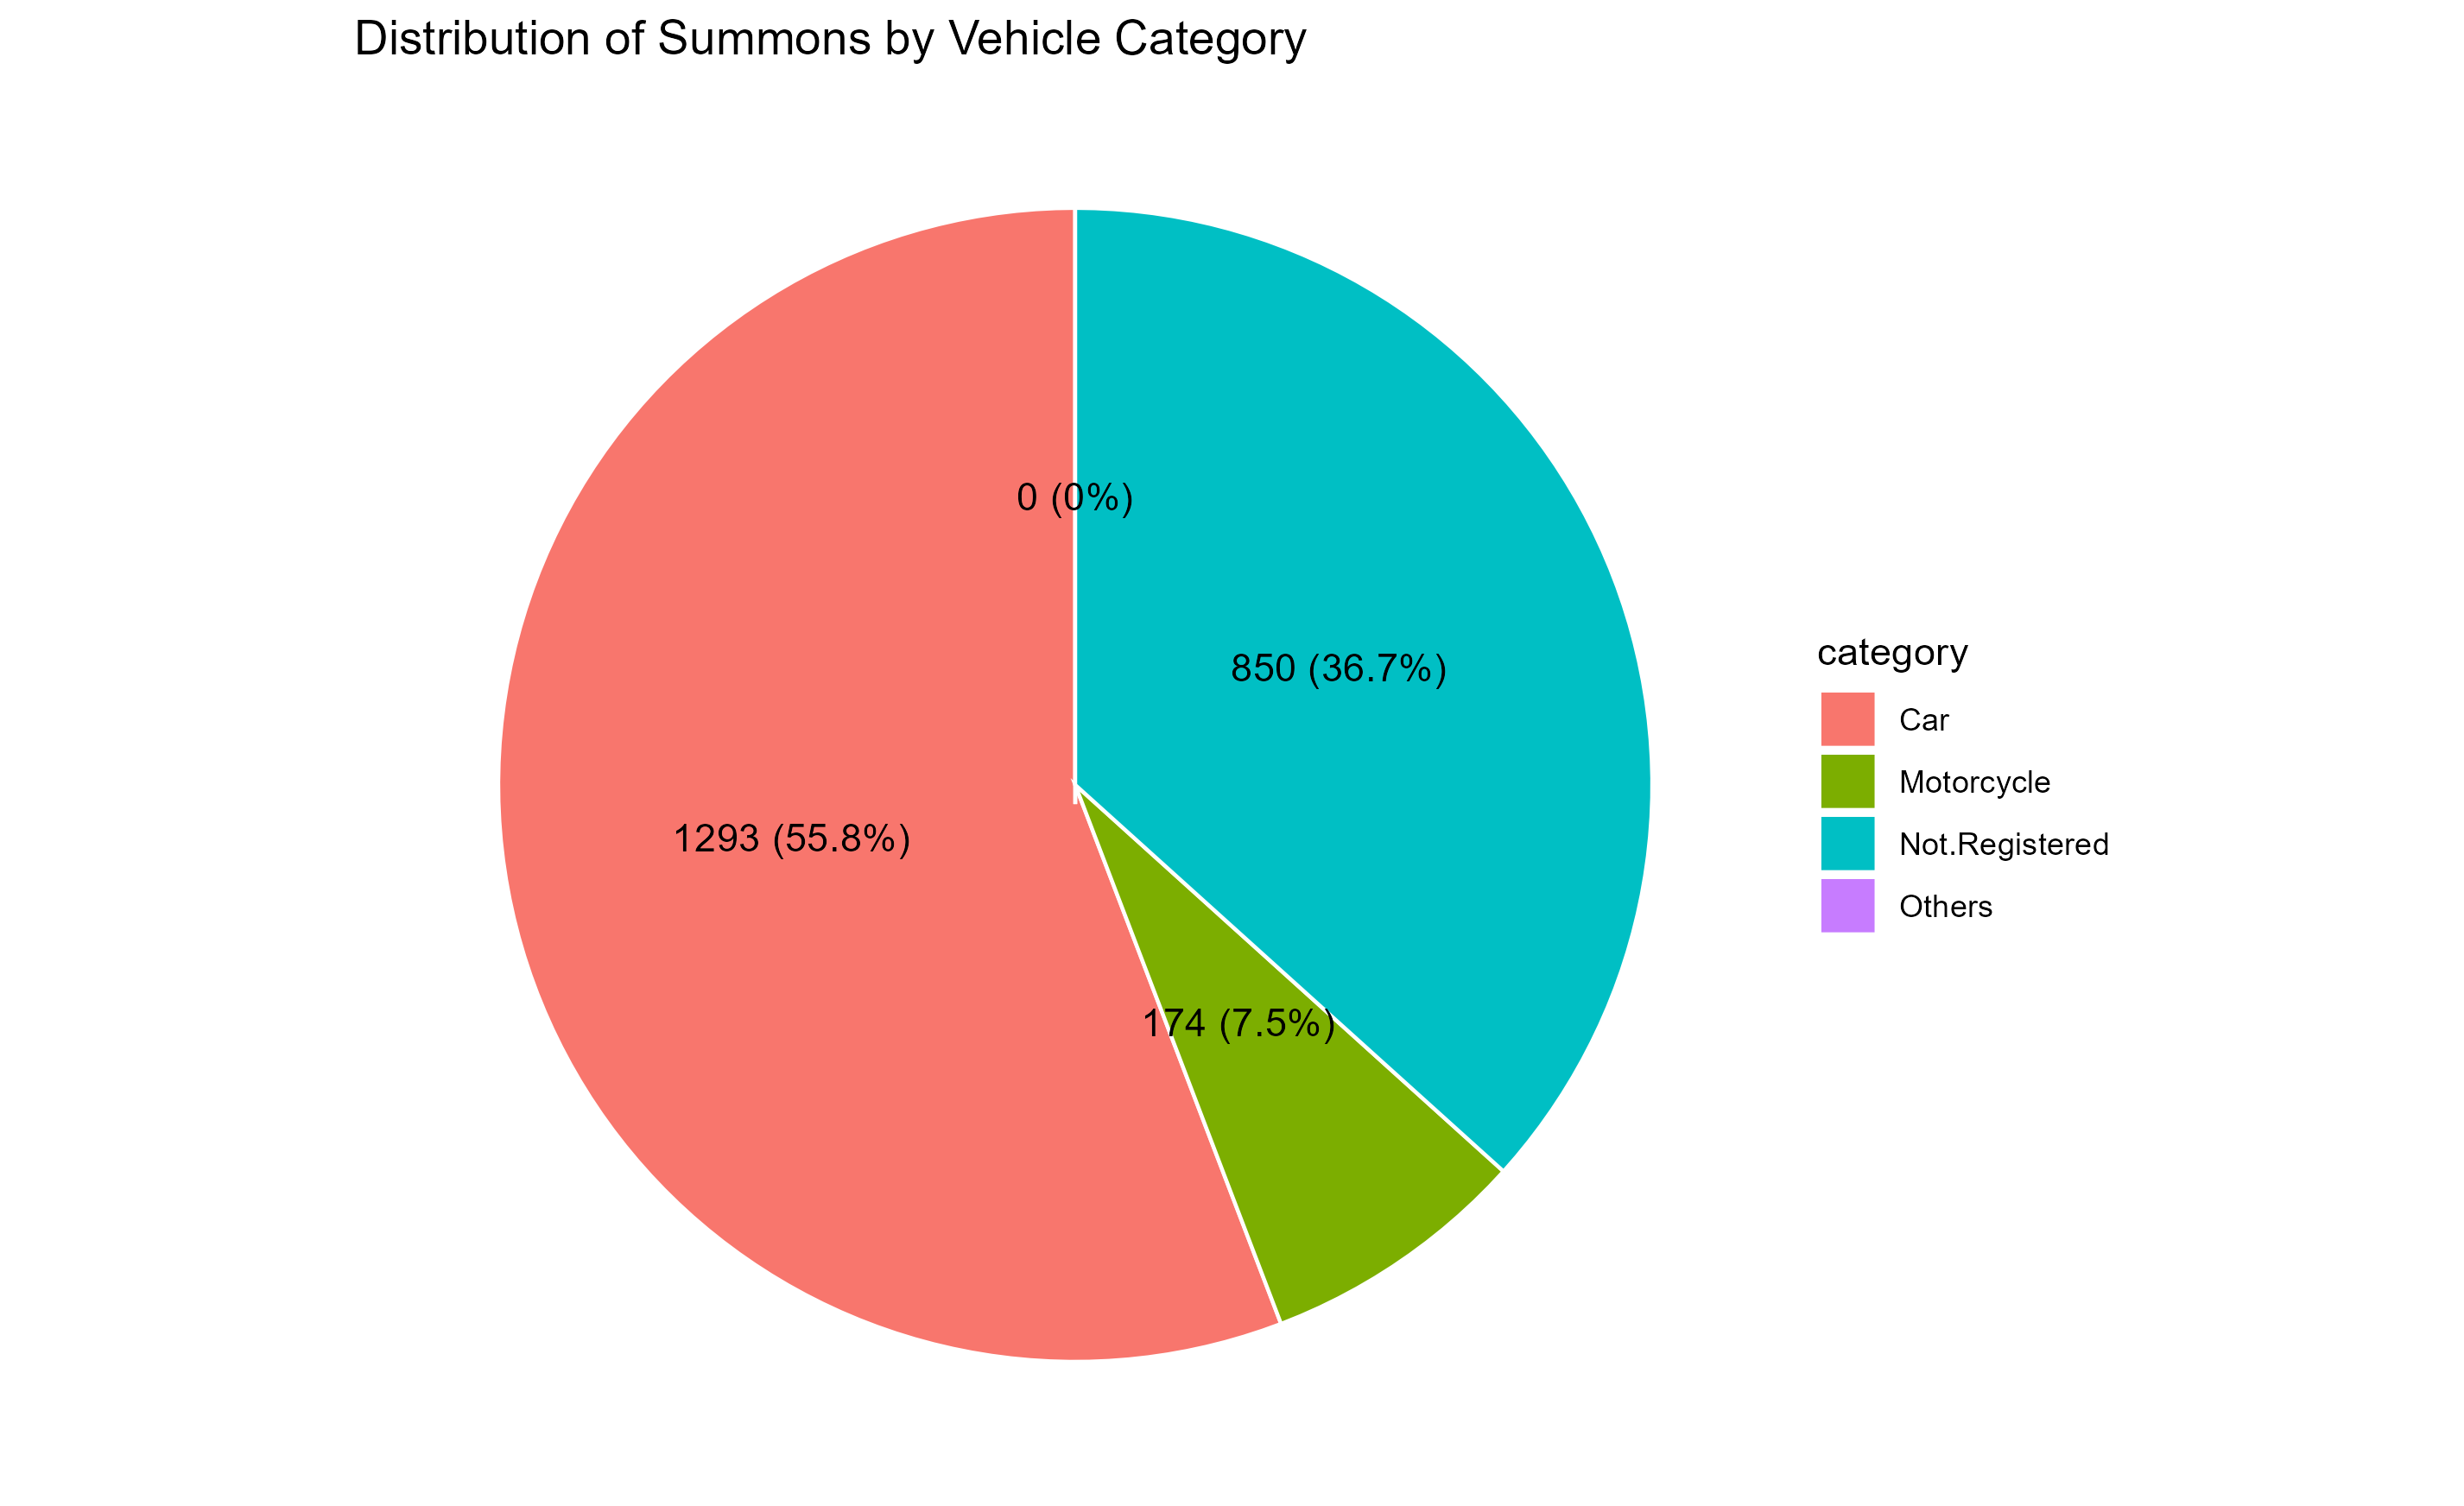 Distribution of Summons by Vehicle Category
0 (0%)
850 (36.7%)
1293 (55.8%)
174 (7.5%)
category
Car
Motorcycle
Not.Registered
Others